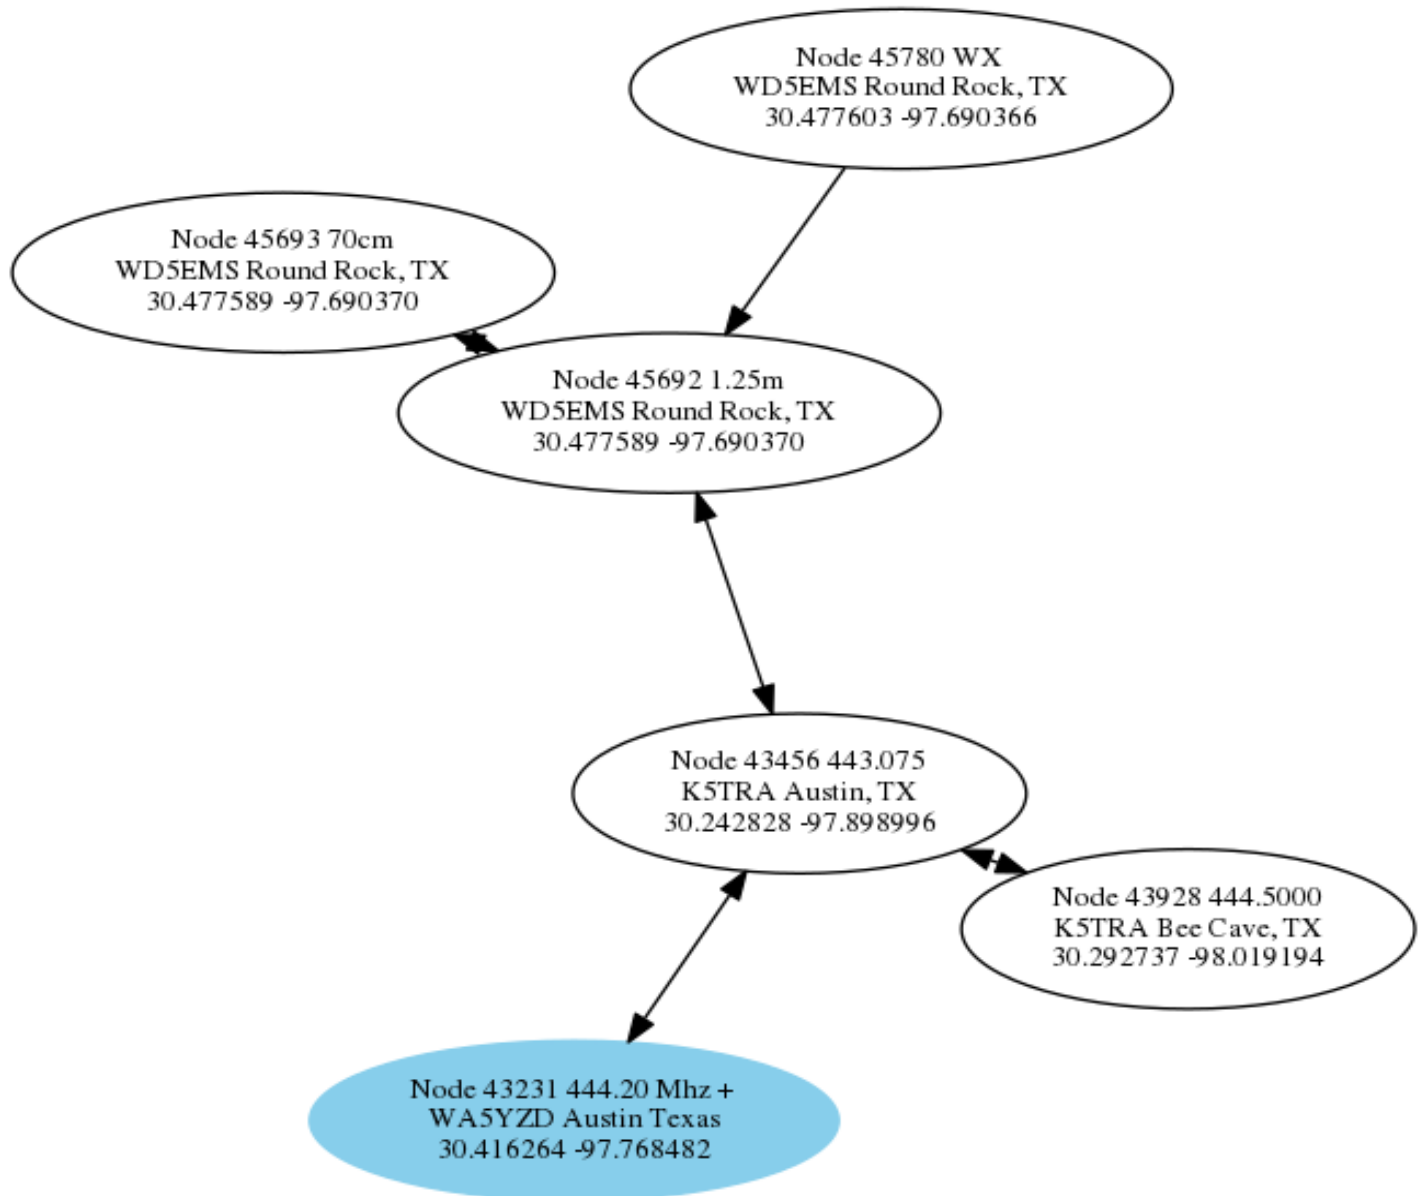 Node 45780 WX
WD5EMS Round Rock, TX
30.477603 -97.690366
Node 45693 70cm
WD5EMS Round Rock, TX
30.477589 -97.690370
Node 45692 1.25m
WD5EMS Round Rock, TX
30.477589 -97.690370
Node 43456 443.075
K5TRA Austin, TX
30.242828 -97.898996
Node 43928 444.5000
K5TRA Bee Cave, TX
30.292737 -98.019194
Node 43231 444.20 Mhz +
WA5YZD Austin Texas
30.416264 -97.768482